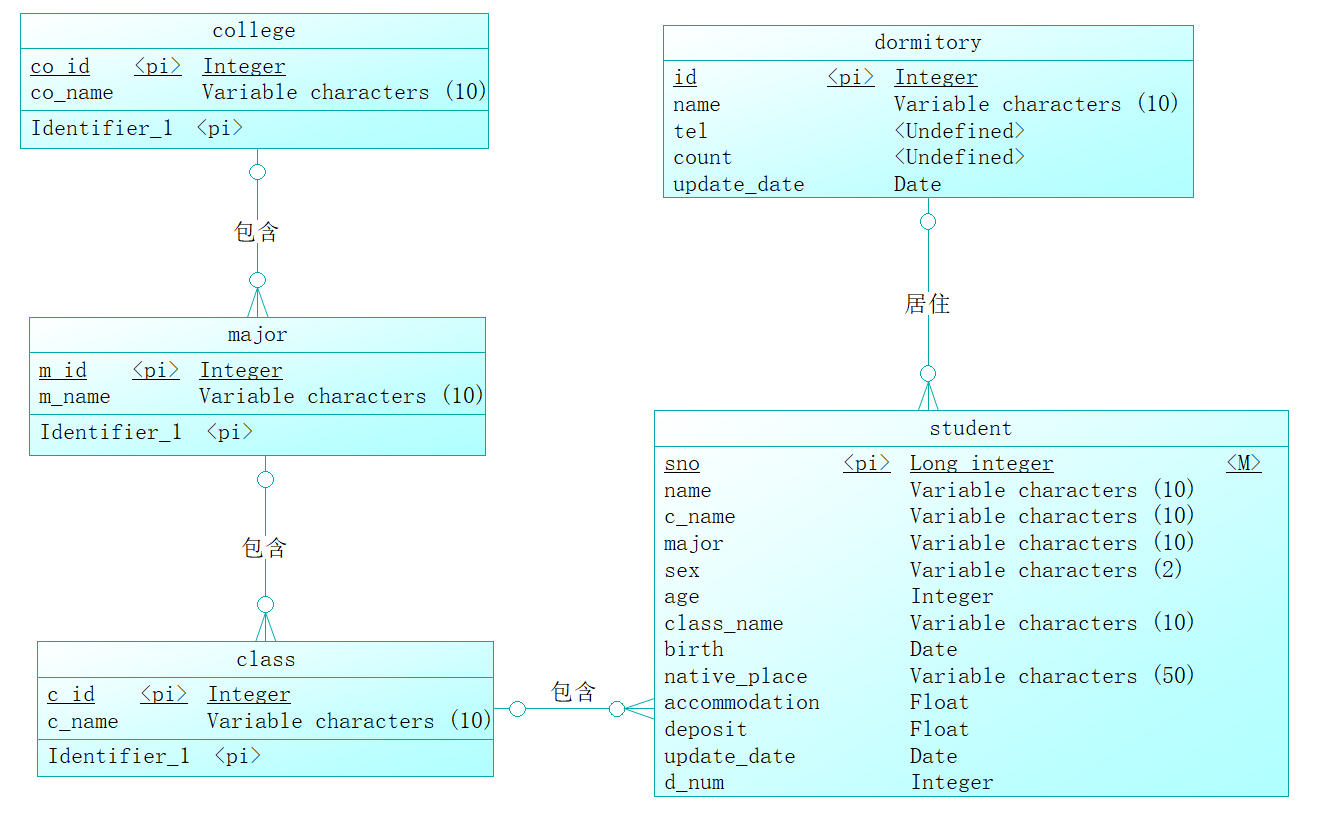 college
co_id <pi> Integer
co_name Variable characters (10)
Identifier_1 <pi>
包含
major
m_id <pi> Integer
m_name Variable characters (10)
Identifier_1 <pi>
包含
class
c_id <pi> Integer
c_name Variable characters (10)
Identifier_1 <pi>
包含
dormitory
id <pi> Integer
name Variable characters (10)
tel <Undefined>
count <Undefined>
update_date Date
居住
student
sno <pi> Long integer <M>
name Variable characters (10)
c_name Variable characters (10)
major Variable characters (10)
sex Variable characters (2)
age Integer
class_name Variable characters (10)
birth Date
native_place Variable characters (50)
accommodation Float
deposit Float
update_date Date
d_num Integer